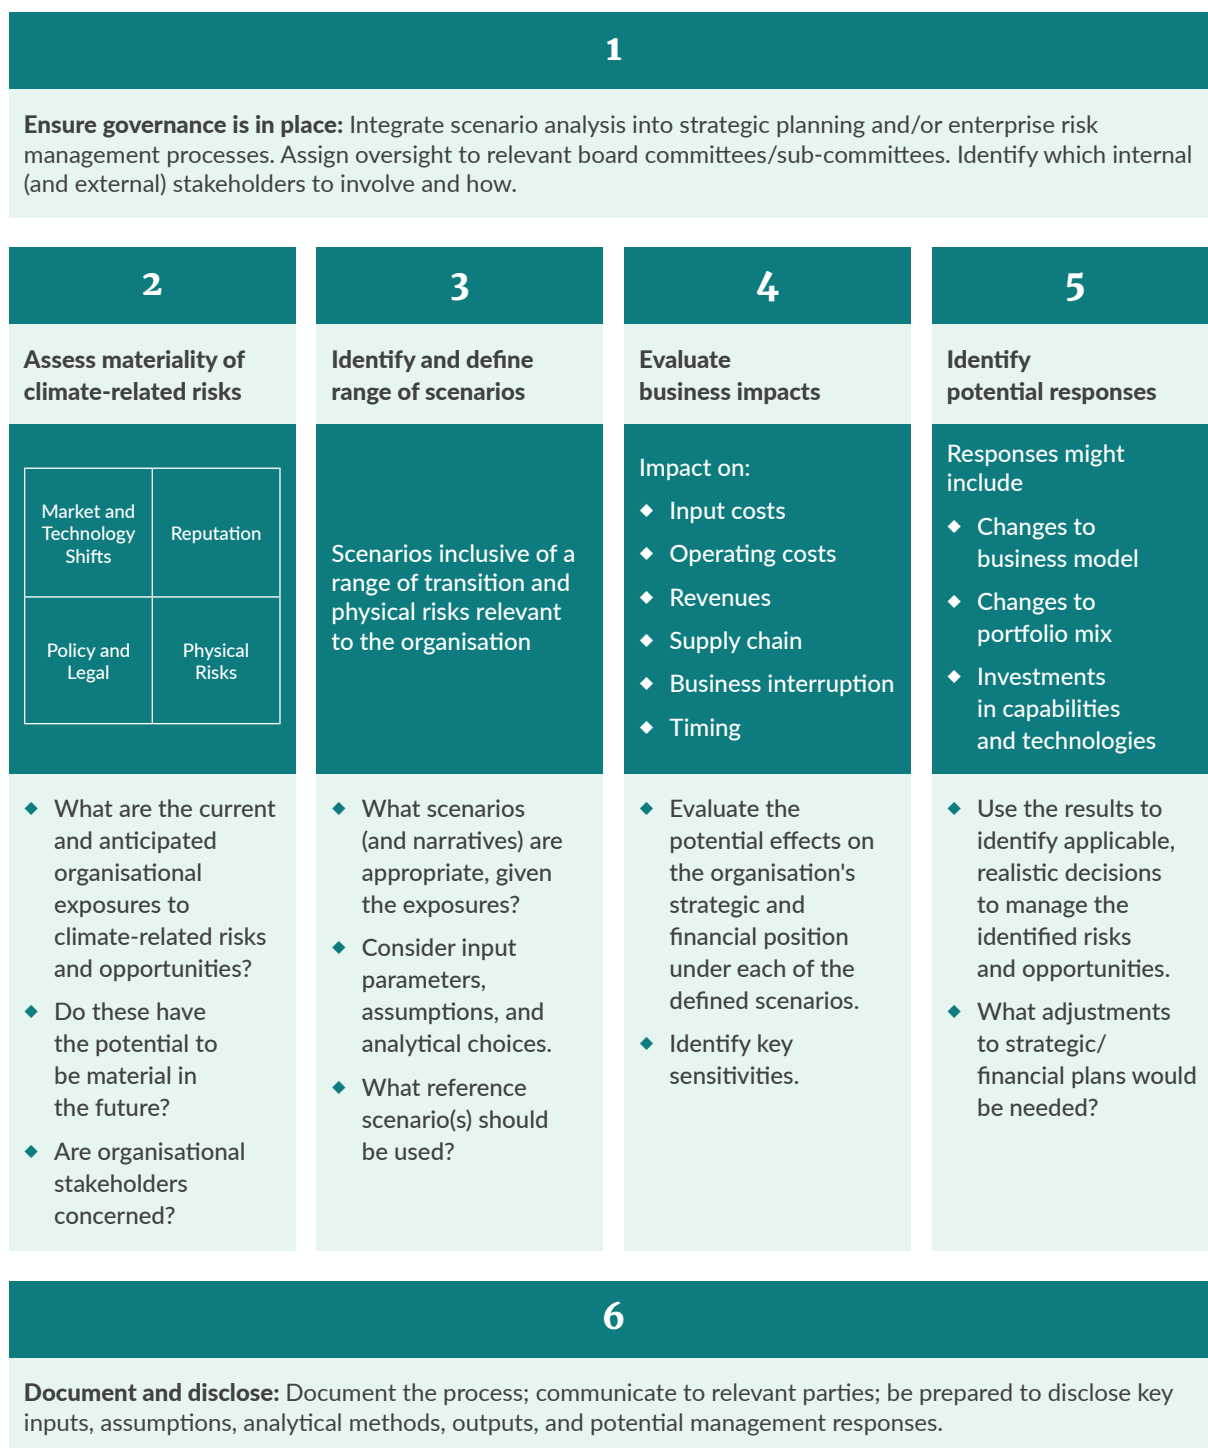 1
Ensure governance is in place: Integrate scenario analysis into strategic planning and/or enterprise risk
management processes. Assign oversight to relevant board committees/sub-committees. Identify which internal
(and external) stakeholders to involve and how.
2
Assess materiality of
climate-related risks
Market and
Technology
Shifts
Reputation
Policy and
Legal
Physical
Risks
◆ What are the current
and anticipated
organisational
exposures to
climate-related risks
and opportunities?
◆ Do these have
the potential to
be material in
the future?
◆ Are organisational
stakeholders
concerned?
3
Identify and define
range of scenarios
Scenarios inclusive of a
range of transition and
physical risks relevant
to the organisation
◆ What scenarios
(and narratives) are
appropriate, given
the exposures?
◆ Consider input
parameters,
assumptions, and
analytical choices.
◆ What reference
scenario(s) should
be used?
4
Evaluate
business impacts
Impact on:
◆ Input costs
◆ Operating costs
◆ Revenues
◆ Supply chain
◆ Business interruption
◆ Timing
◆ Evaluate the
potential effects on
the organisation's
strategic and
financial position
under each of the
defined scenarios.
◆ Identify key
sensitivities.
5
Identify
potential responses
Responses might
include
◆ Changes to
business model
◆ Changes to
portfolio mix
◆ Investments
in capabilities
and technologies
◆ Use the results to
identify applicable,
realistic decisions
to manage the
identified risks
and opportunities.
◆ What adjustments
to strategic/
financial plans would
be needed?
6
Document and disclose: Document the process; communicate to relevant parties; be prepared to disclose key
inputs, assumptions, analytical methods, outputs, and potential management responses.